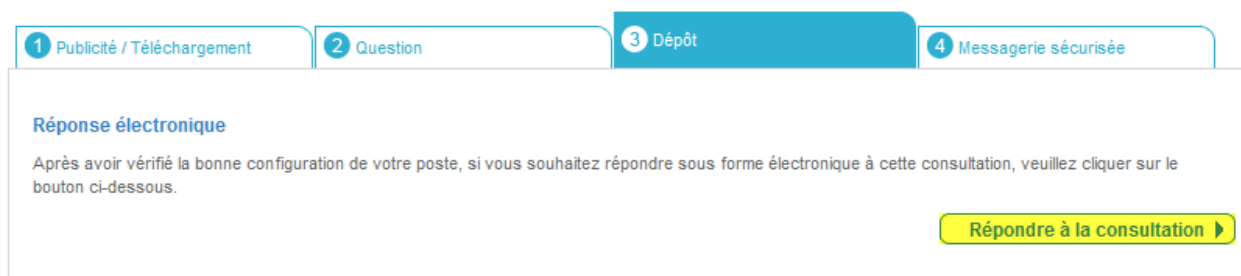 1 Publicité / Téléchargement
2 Question
3 Dépôt
4 Messagerie sécurisée
Réponse électronique
Après avoir vérifié la bonne configuration de votre poste, si vous souhaitez répondre sous forme électronique à cette consultation, veuillez cliquer sur le
bouton ci-dessous.
Répondre à la consultation